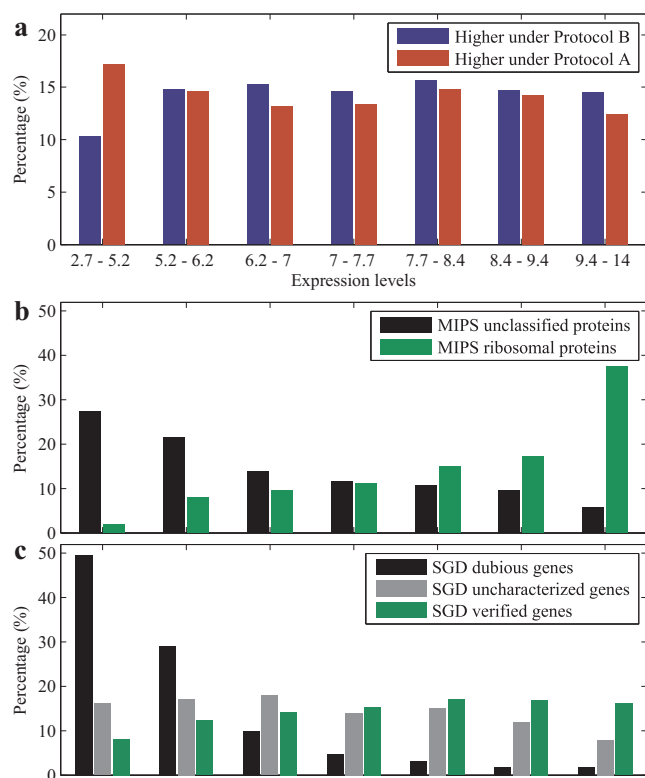 a
20
15
10
5
0
Percentage (%)
Higher under Protocol B
Higher under Protocol A
2.7 - 5.2 5.2 - 6.2 6.2 - 7 7 - 7.7 7.7 - 8.4 8.4 - 9.4 9.4 - 14
Expression levels
b
50
40
30
20
10
0
Percentage (%)
MIPS unclassified proteins
MIPS ribosomal proteins
c
50
40
30
20
10
0
Percentage (%)
SGD dubious genes
SGD uncharacterized genes
SGD verified genes